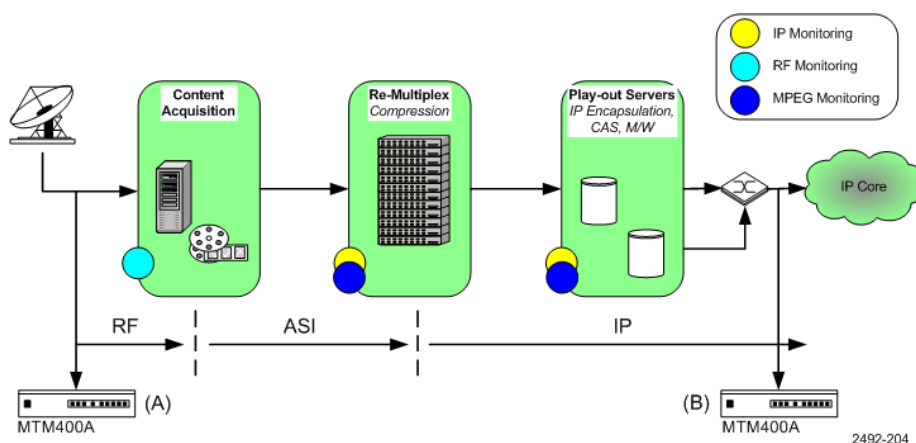 IP Monitoring
RF Monitoring
MPEG Monitoring
Content
Acquisition
Re-Multiplex
Compression
Play-out Servers
IP Encapsulation,
CAS, M/W
IP Core
RF
ASI
IP
(A)
MTM400A
(B)
MTM400A
2492-204